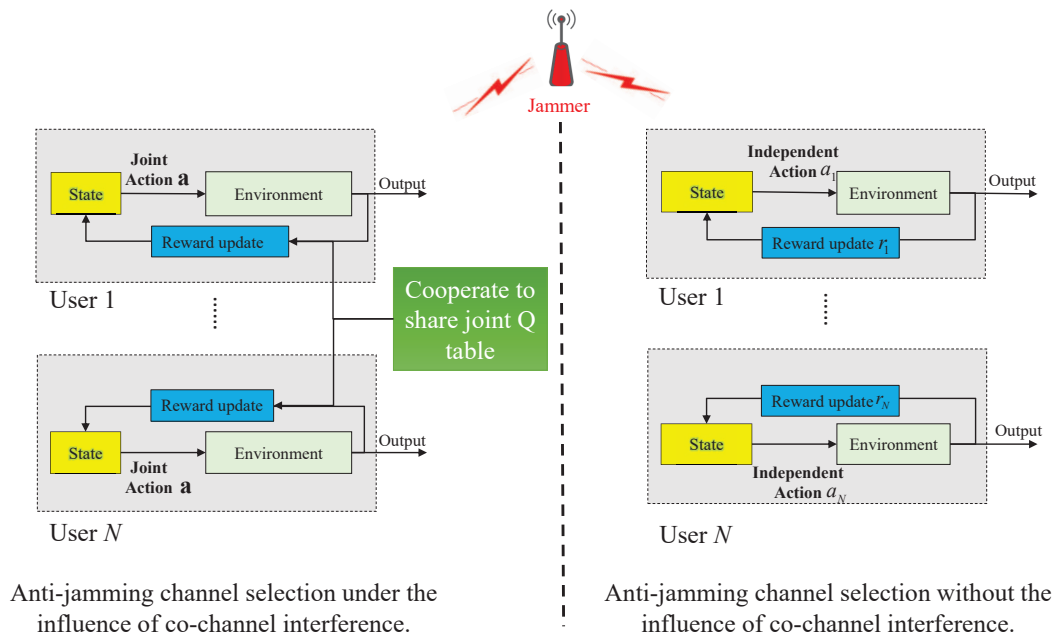 Jammer
Joint
Action a
State
Environment
Output
Reward update
User 1
Cooperate to
share joint Q
table
Reward update
State
Environment
Output
Joint
Action a
User N
Anti-jamming channel selection under the
influence of co-channel interference.
Independent
Action a₁
State
Environment
Output
Reward update r₁
User 1
Reward update r_N
State
Environment
Output
Independent
Action a_N
User N
Anti-jamming channel selection without the
influence of co-channel interference.